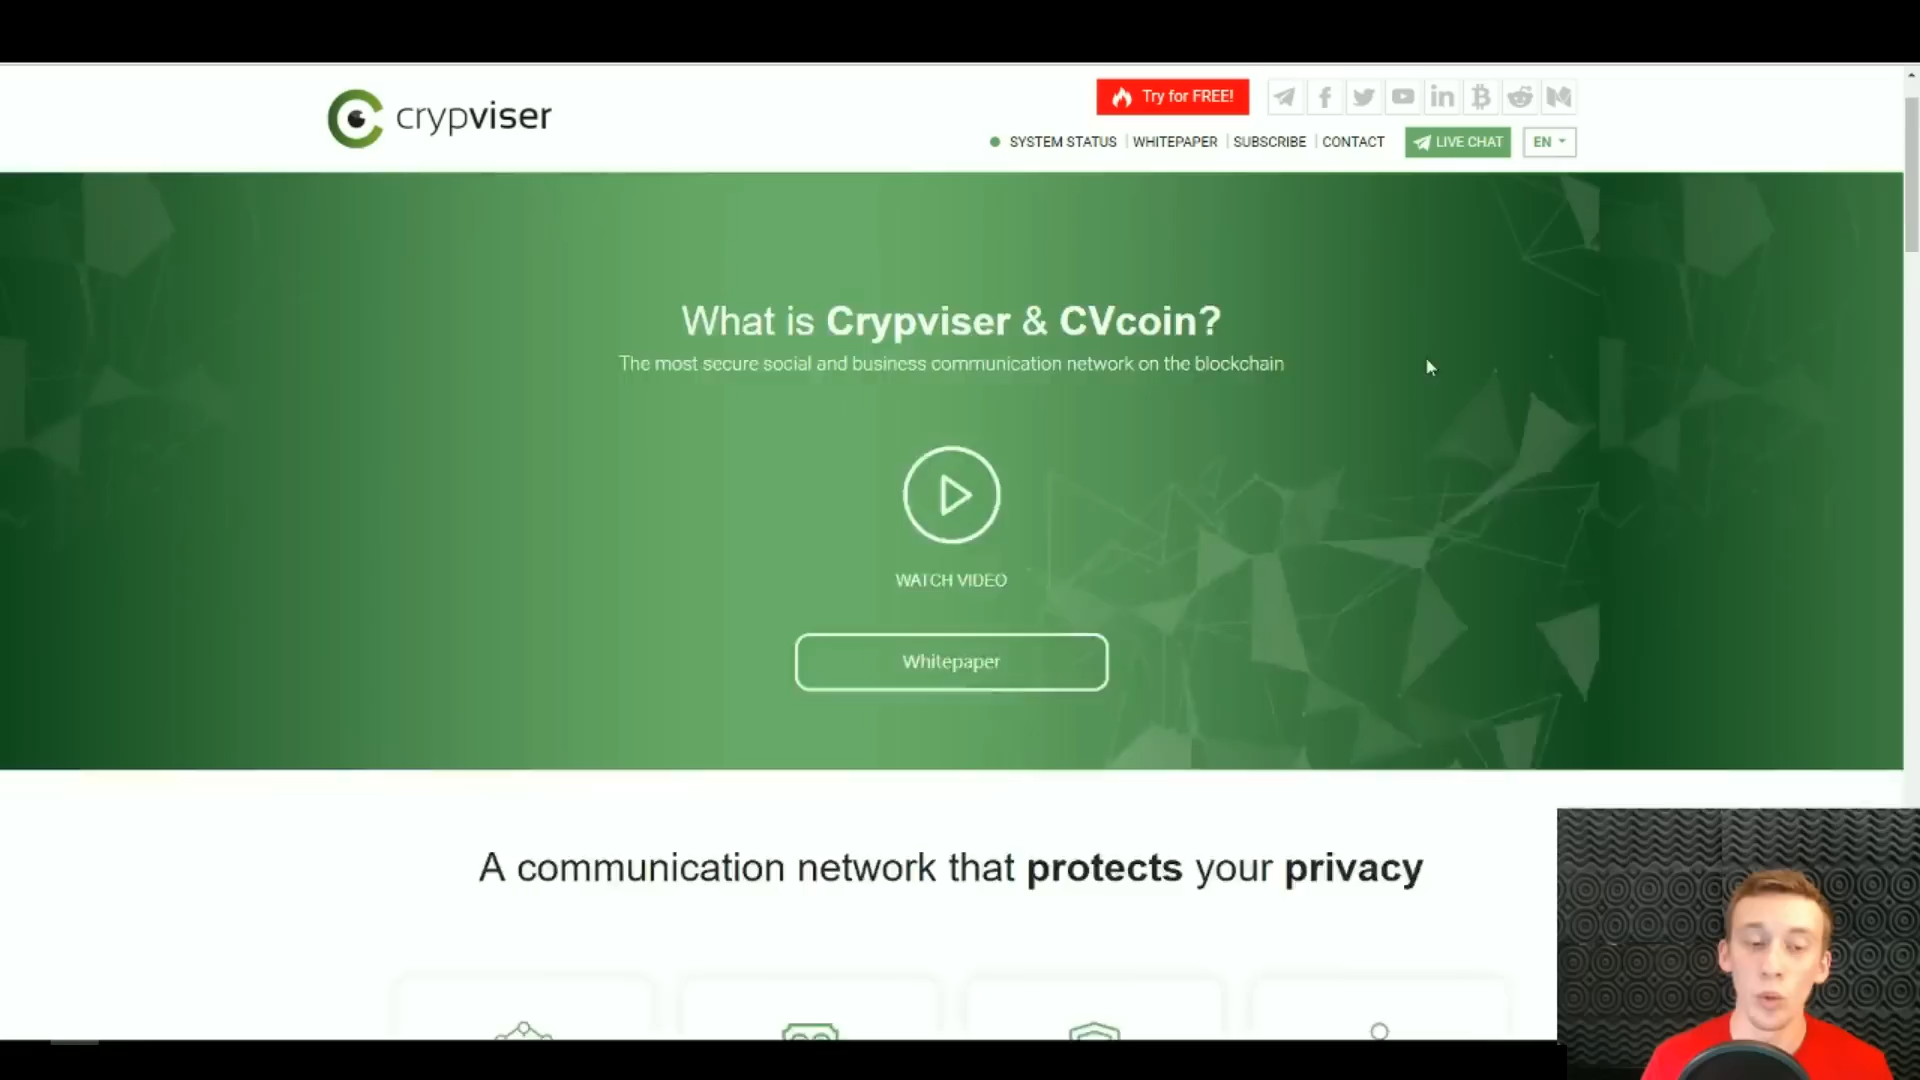 crypviser
Try for FREE!
SYSTEM STATUS WHITEPAPER SUBSCRIBE CONTACT LIVE CHAT EN
What is Crypviser & CVcoin?
The most secure social and business communication network on the blockchain
WATCH VIDEO
Whitepaper
A communication network that protects your privacy